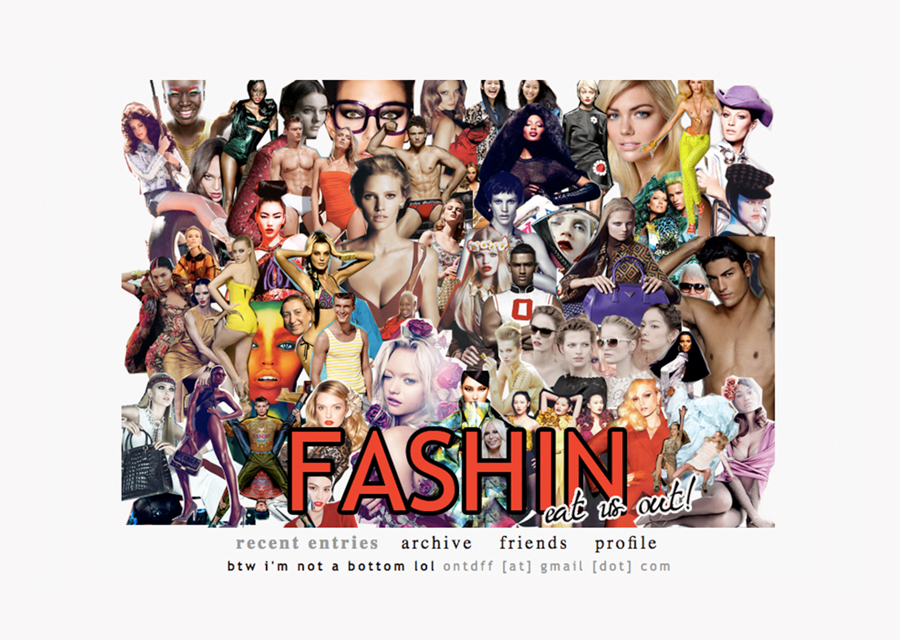 FASHIN
eat us out!
recent entries archive friends profile
btw i'm not a bottom lol ontdff [at] gmail [dot] com